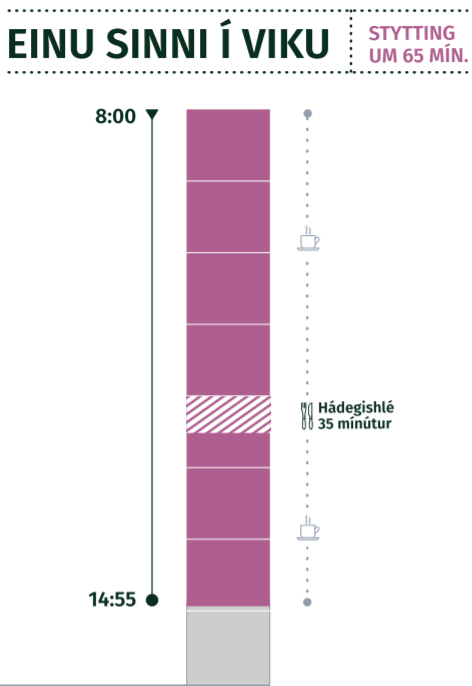 EINU SINNI Í VIKU
STYTTING
UM 65 MÍN.
8:00
Hádegishlé
35 mínútur
14:55